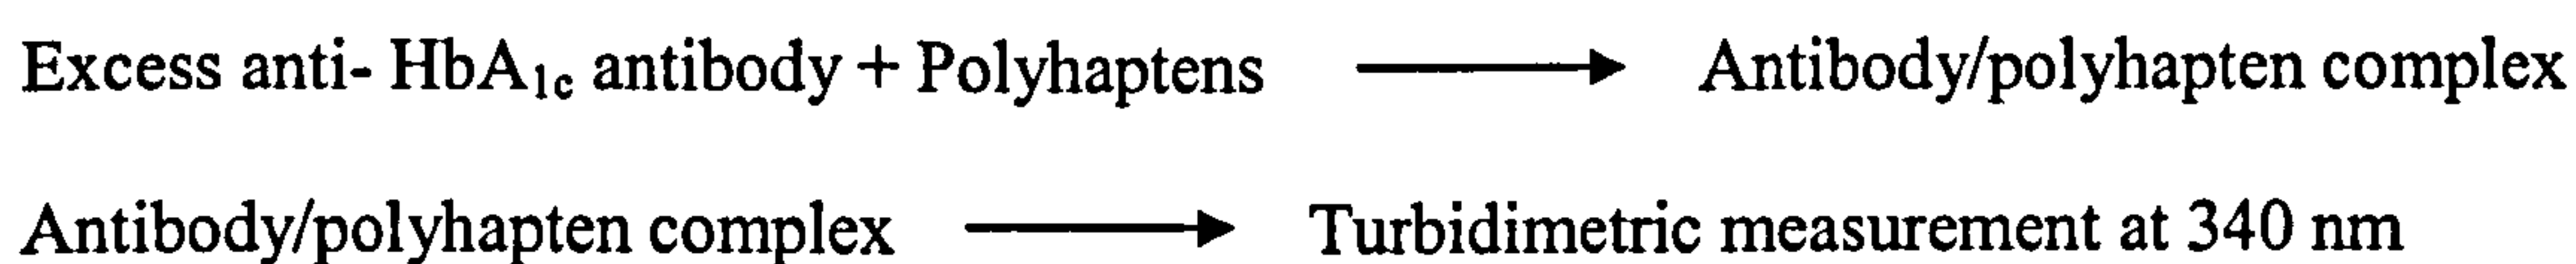 Excess anti- HbA1c antibody + Polyhaptens ⟶ Antibody/polyhapten complex
Antibody/polyhapten complex ⟶ Turbidimetric measurement at 340 nm